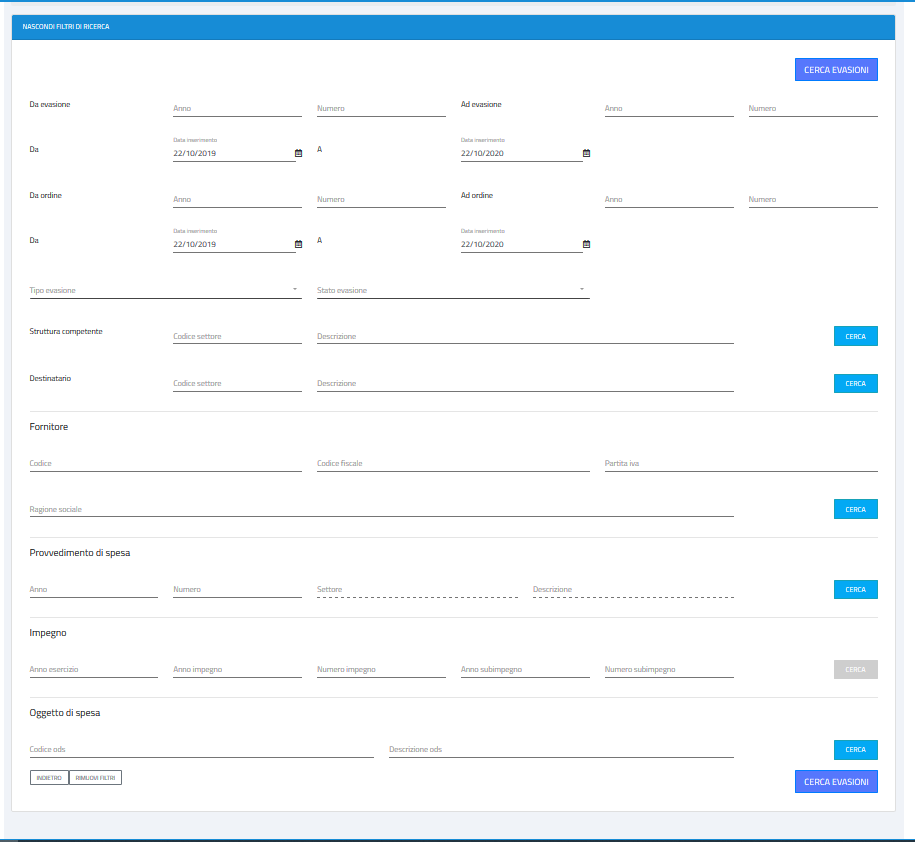 NASCONDI FILTRI DI RICERCA
CERCA EVASIONI
Da evasione Anno Numero Ad evasione Anno Numero
Data inserimento Data inserimento
Da 22/10/2019 A 22/10/2020
Da ordine Anno Numero Ad ordine Anno Numero
Data inserimento Data inserimento
Da 22/10/2019 A 22/10/2020
Tipo evasione Stato evasione
Struttura competente Codice settore Descrizione CERCA
Destinatario Codice settore Descrizione CERCA
Fornitore
Codice Codice fiscale Partita iva
Ragione sociale CERCA
Provvedimento di spesa
Anno Numero Settore Descrizione CERCA
Impegno
Anno esercizio Anno impegno Numero impegno Anno subimpegno Numero subimpegno CERCA
Oggetto di spesa
Codice ods Descrizione ods CERCA
INDIETRO RIMUOVI FILTRI CERCA EVASIONI